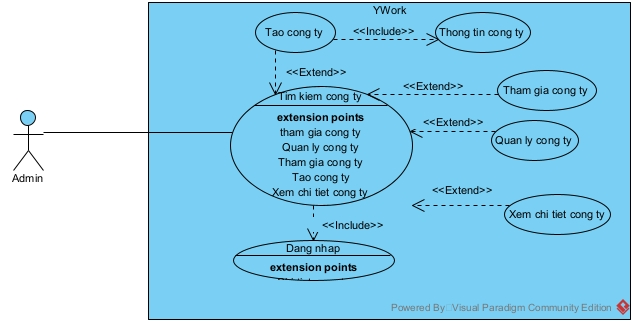 YWork
Tao cong ty
<<Include>>
Thong tin cong ty
<<Extend>>
Tim kiem cong ty
extension points
tham gia cong ty
Quan ly cong ty
Tham gia cong ty
Tao cong ty
Xem chi tiet cong ty
<<Extend>>
Tham gia cong ty
<<Extend>>
Quan ly cong ty
<<Extend>>
Xem chi tiet cong ty
Admin
<<Include>>
Dang nhap
extension points
Powered By Visual Paradigm Community Edition